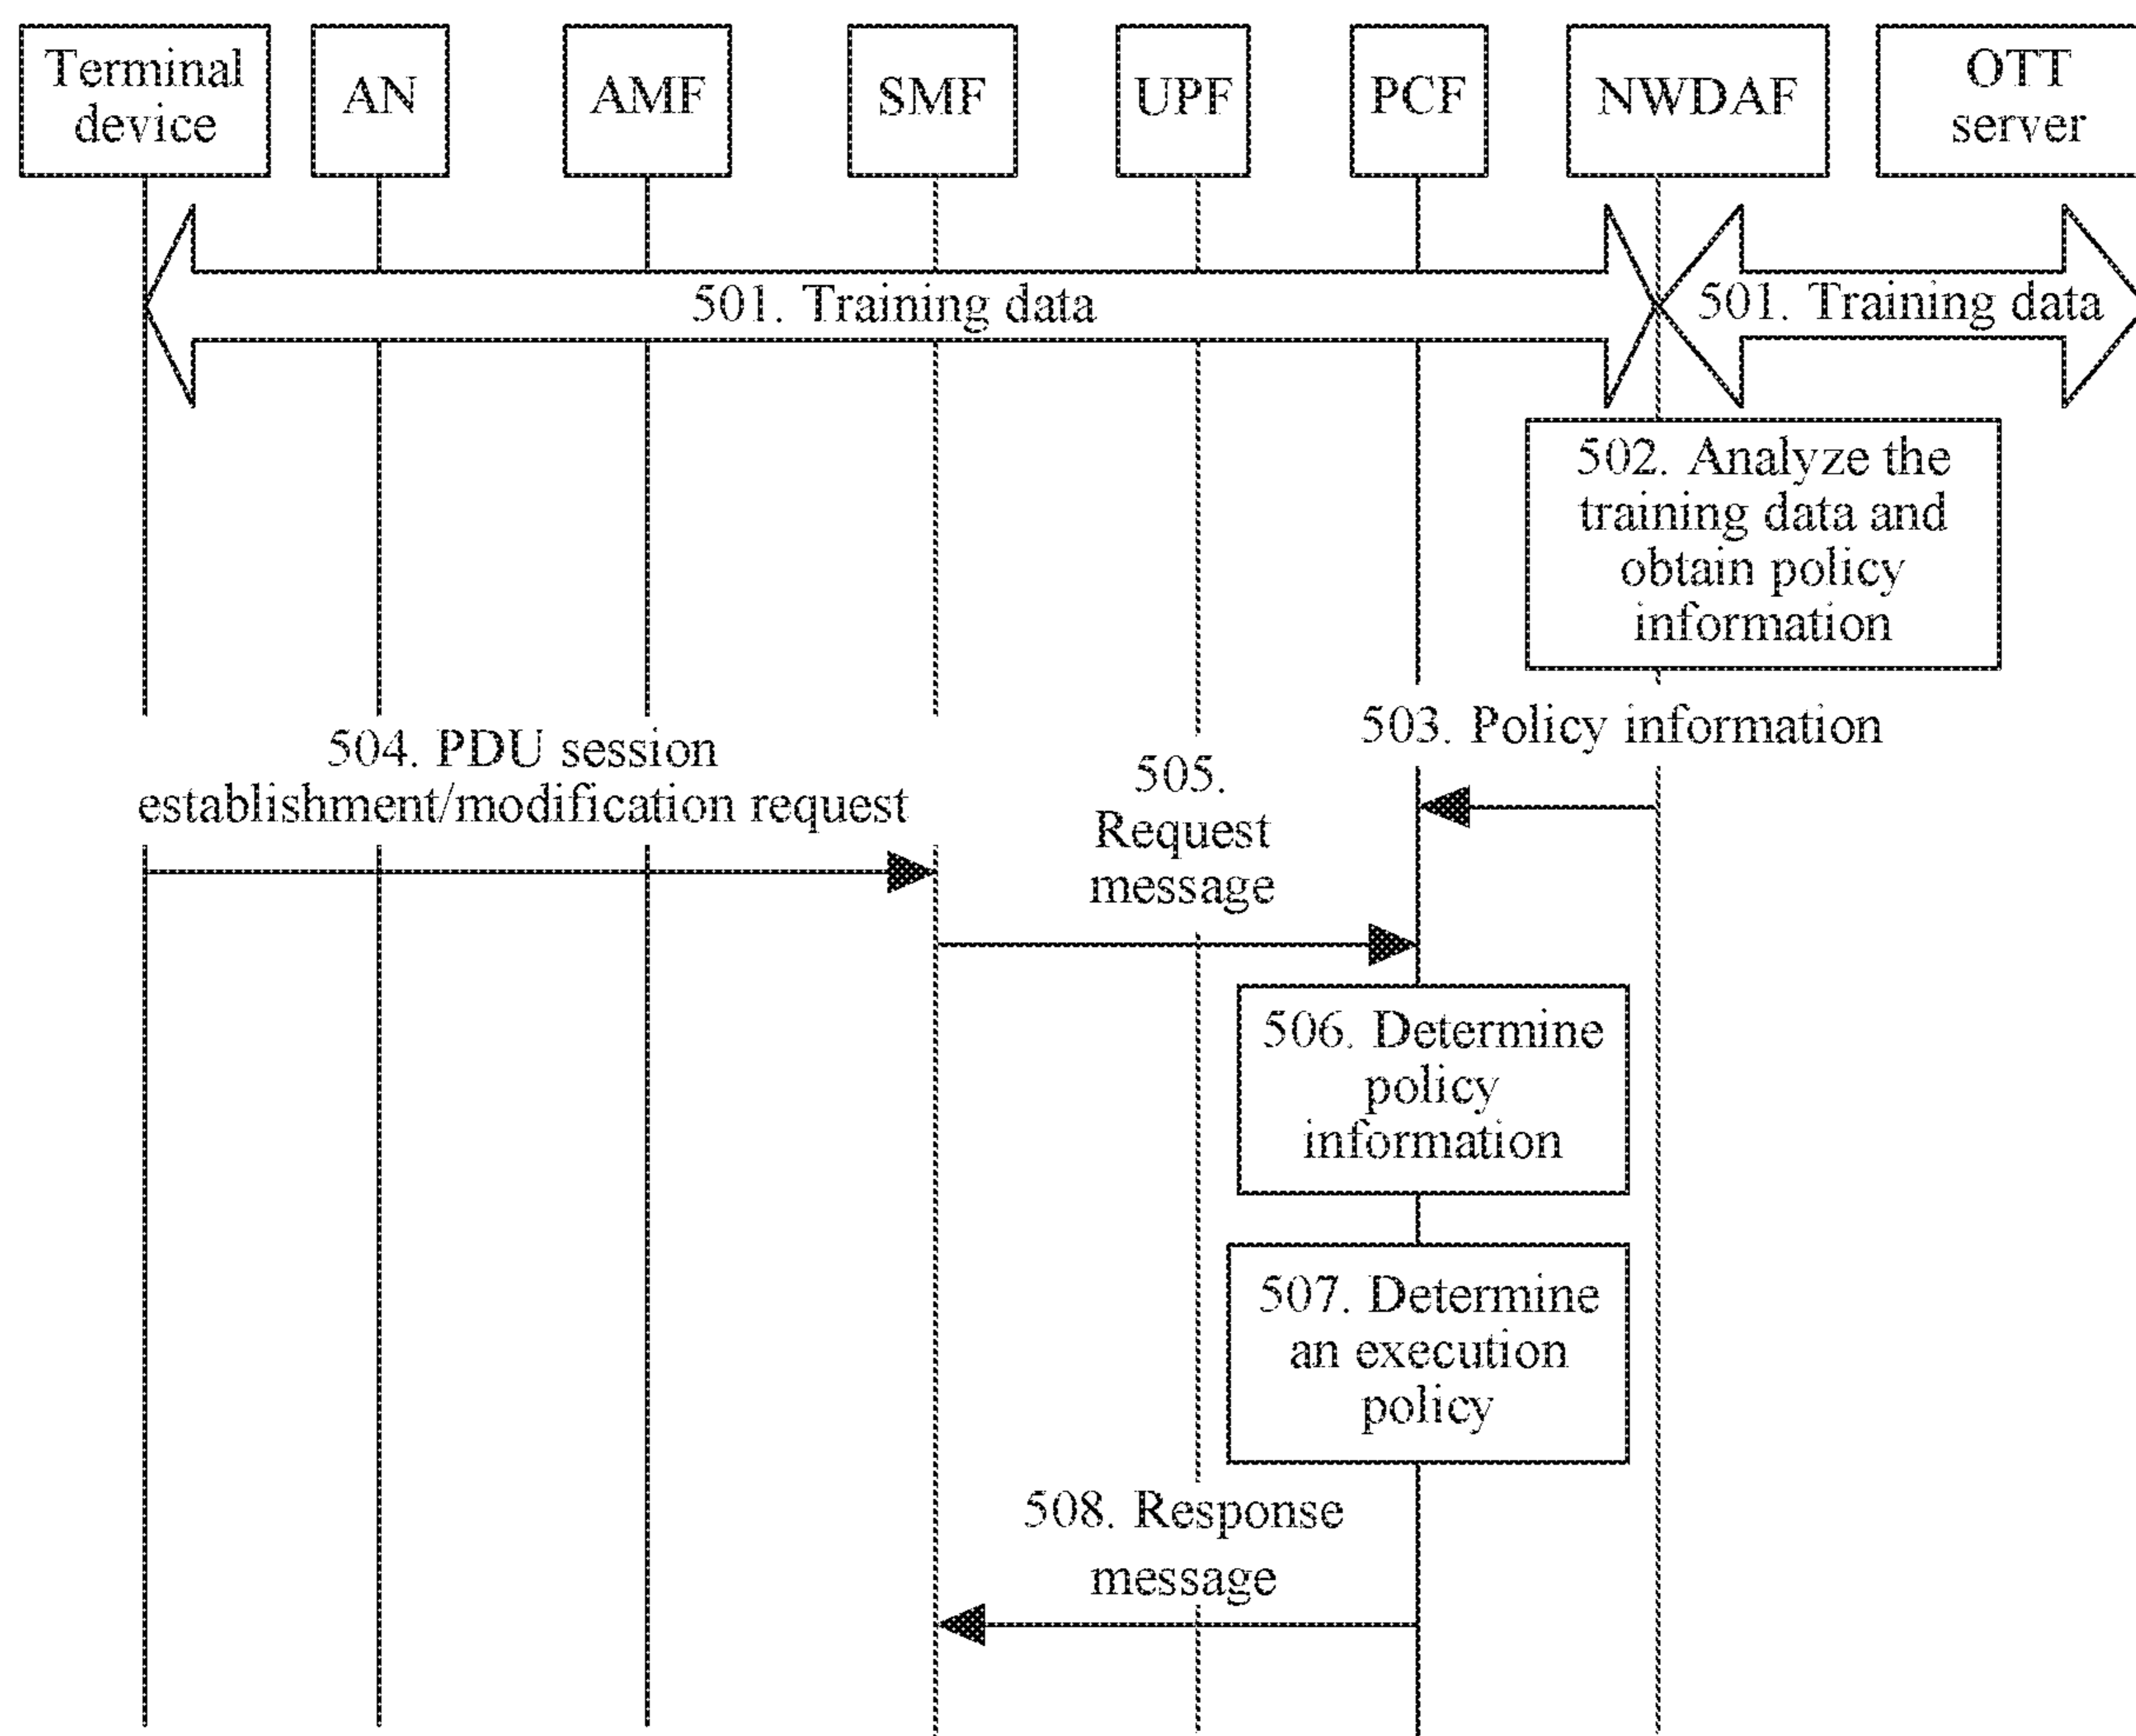 Terminal
device
AN
AMF
SMF
UPF
PCF
NWDAF
OTT
server
501. Training data
501. Training data
502. Analyze the
training data and
obtain policy
information
503. Policy information
504. PDU session
establishment/modification request
505.
Request
message
506. Determine
policy
information
507. Determine
an execution
policy
508. Response
message